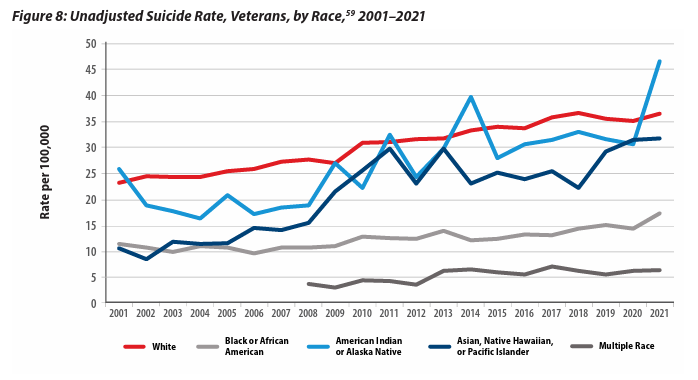 Figure 8: Unadjusted Suicide Rate, Veterans, by Race,⁵⁹ 2001–2021
50
45
40
35
30
25
20
15
10
5
0
Rate per 100,000
2001 2002 2003 2004 2005 2006 2007 2008 2009 2010 2011 2012 2013 2014 2015 2016 2017 2018 2019 2020 2021
White
Black or African
American
American Indian
or Alaska Native
Asian, Native Hawaiian,
or Pacific Islander
Multiple Race